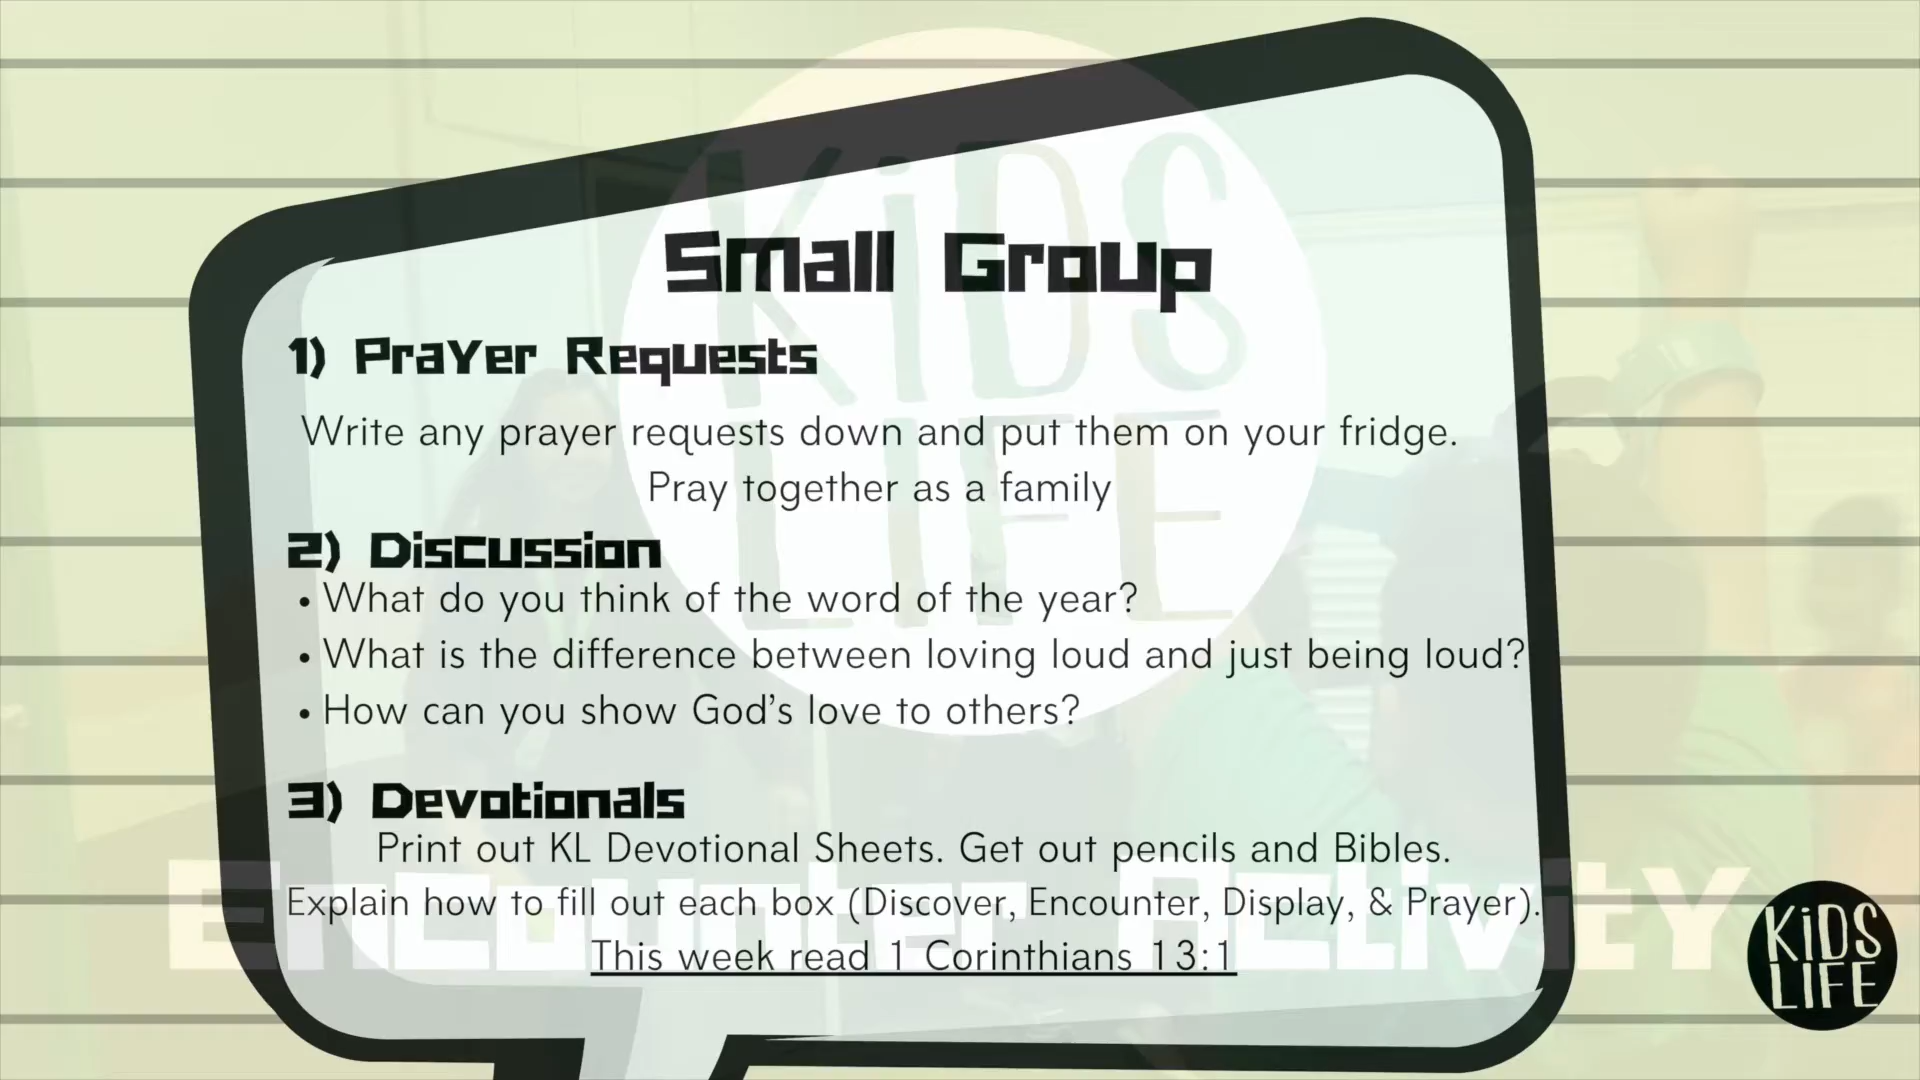 Small Group
1) Prayer Requests
Write any prayer requests down and put them on your fridge.
Pray together as a family
2) Discussion
• What do you think of the word of the year?
• What is the difference between loving loud and just being loud?
• How can you show God's love to others?
3) Devotionals
Print out KL Devotional Sheets. Get out pencils and Bibles.
Explain how to fill out each box (Discover, Encounter, Display, & Prayer).
This week read 1 Corinthians 13:1
Encounter Activity
KiDS
LIFE
KiDS
LIFE